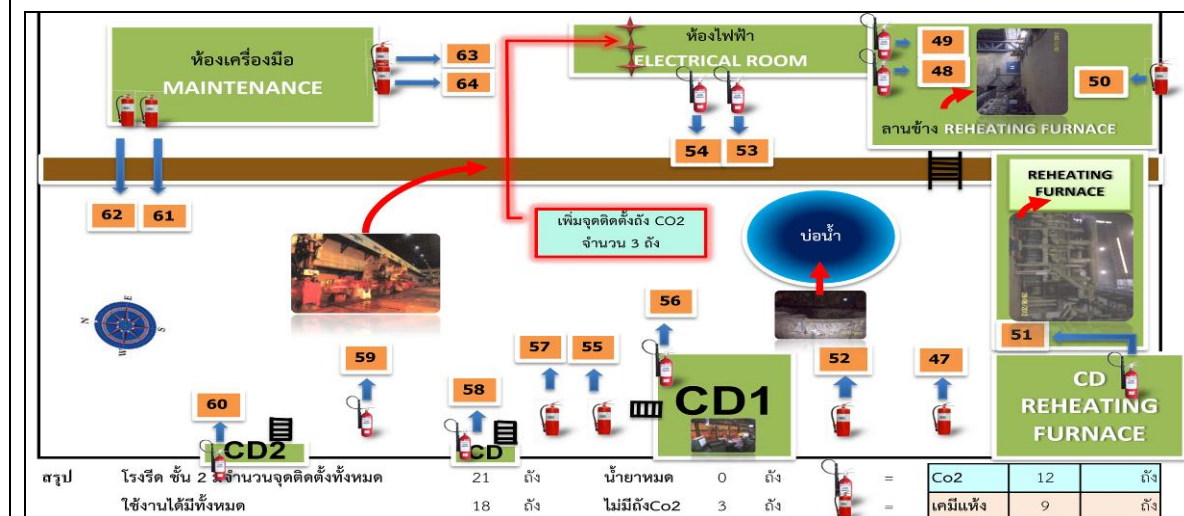 ห้องเครื่องมือ
MAINTENANCE
63
64
62
61
ห้องไฟฟ้า
ELECTRICAL ROOM
54
53
49
48
50
ลานข้าง REHEATING FURNACE
REHEATING
FURNACE
เพิ่มจุดติดตั้งถัง CO2
จำนวน 3 ถัง
บ่อน้ำ
N
E
S
W
56
51
59
57
55
52
47
60
58
CD2
CD
CD1
CD
REHEATING
FURNACE
สรุป โรงรีด ชั้น 2 มีจำนวนจุดติดตั้งทั้งหมด 21 ถัง น้ำยาหมด 0 ถัง = Co2 12 ถัง
ใช้งานได้มีทั้งหมด 18 ถัง ไม่มีถังCo2 3 ถัง = เคมีแห้ง 9 ถัง